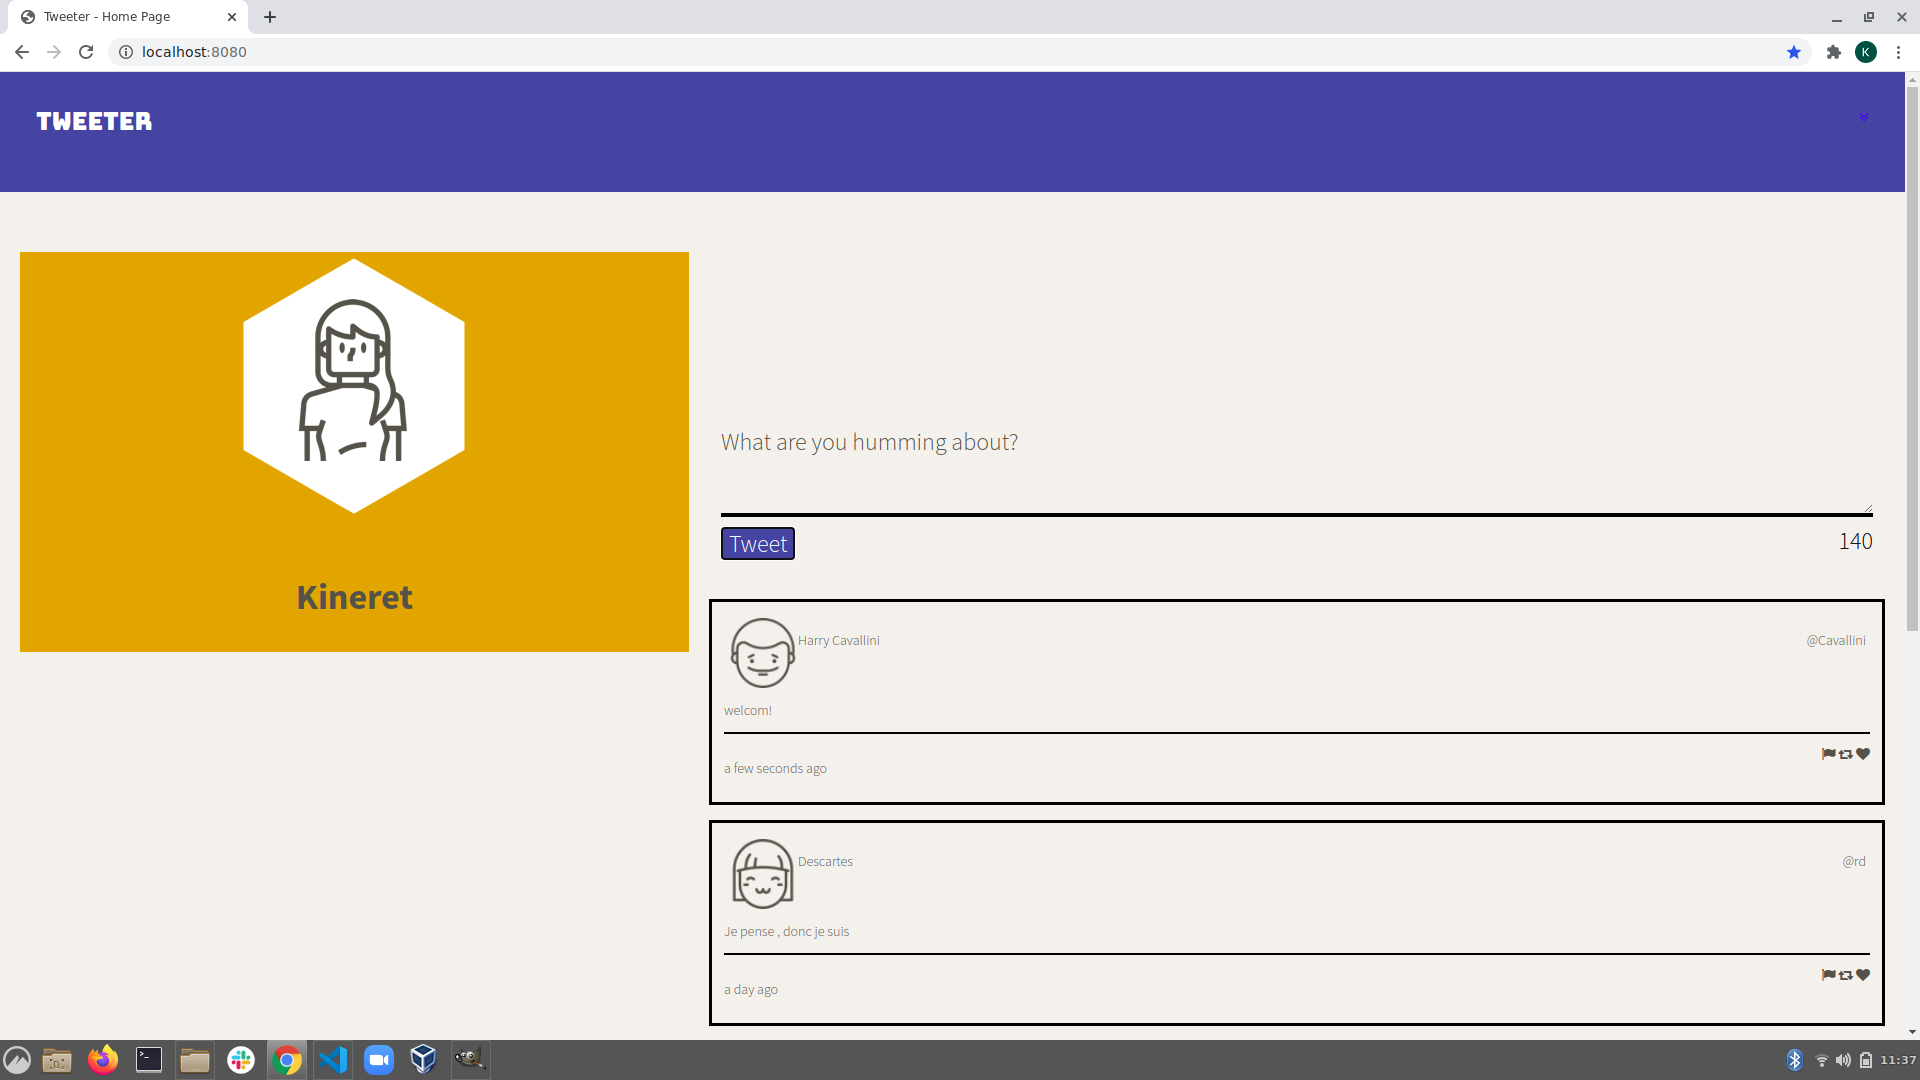 Tweeter - Home Page
localhost:8080
K
TWEETER
What are you humming about?
Tweet
140
Kineret
Harry Cavallini
@Cavallini
welcom!
a few seconds ago
Descartes
@rd
Je pense , donc je suis
a day ago
11:37